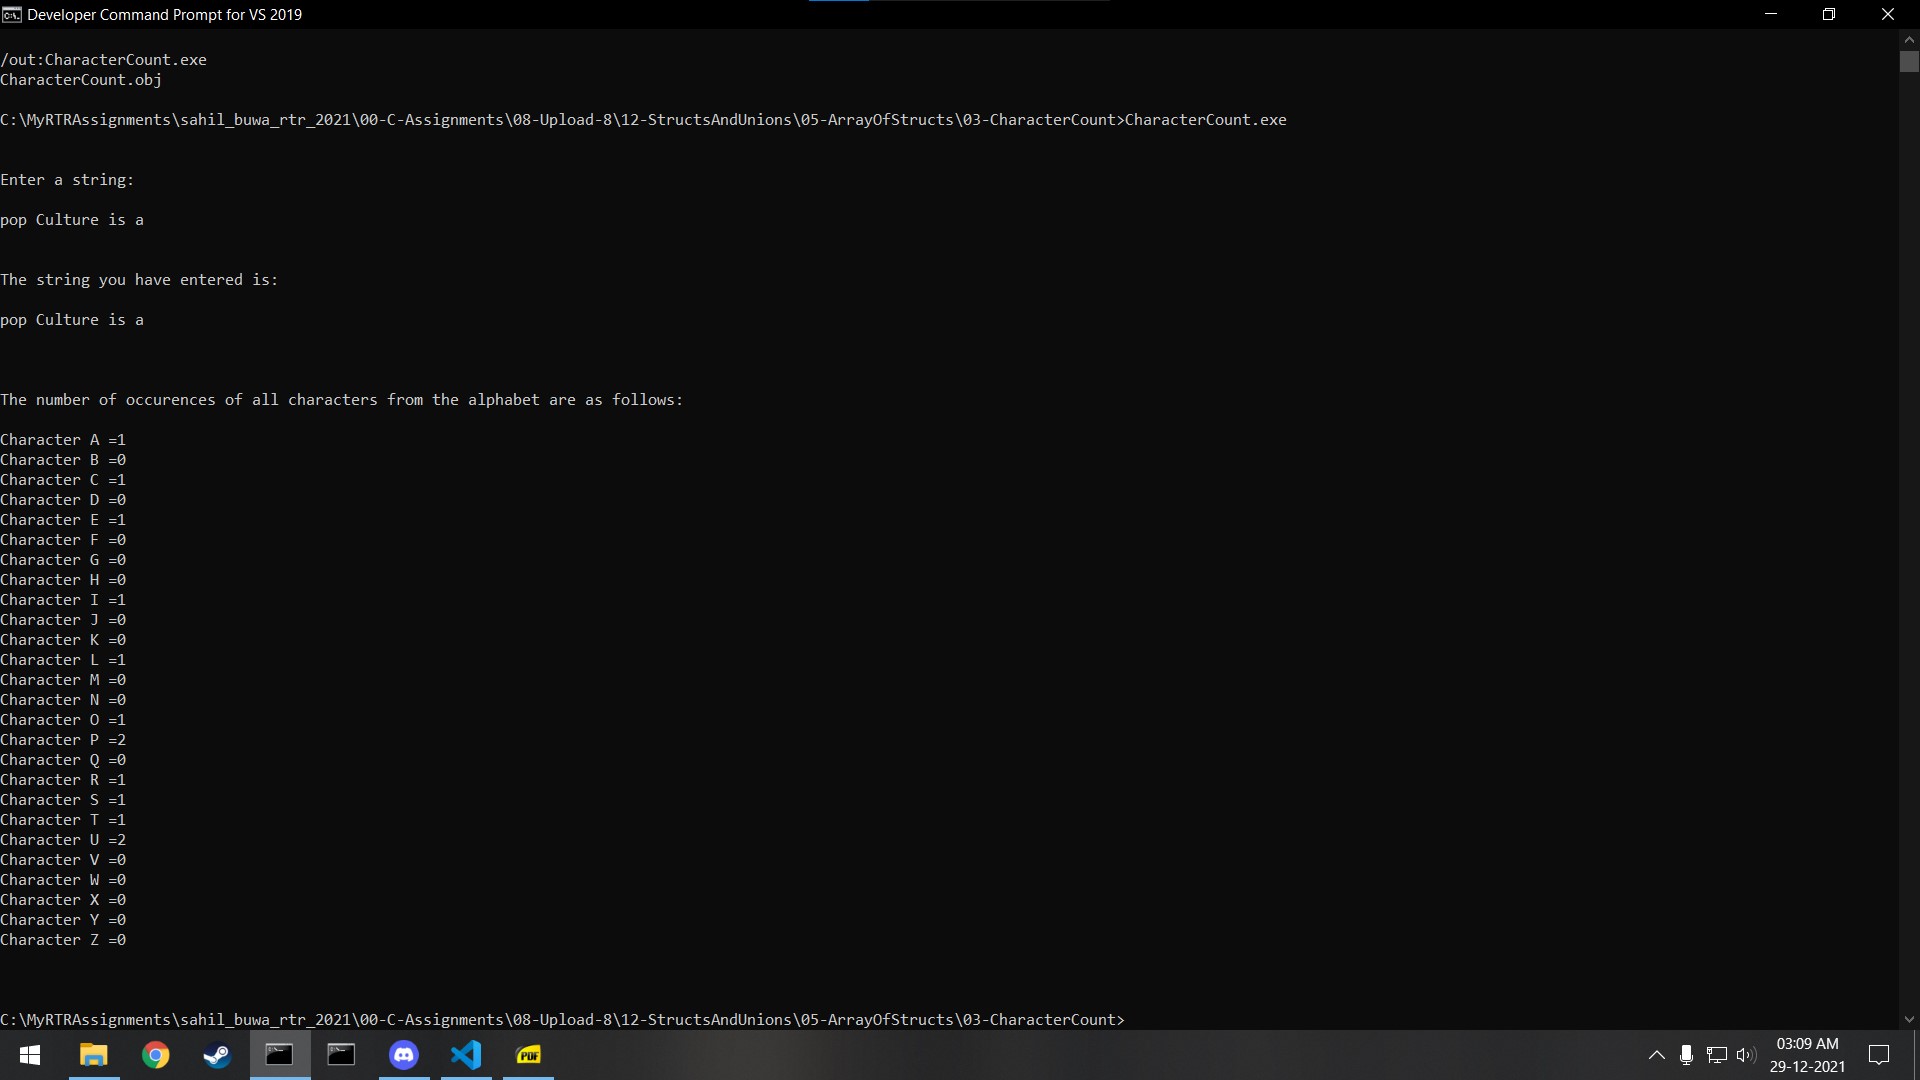 Developer Command Prompt for VS 2019
/out:CharacterCount.exe
CharacterCount.obj
C:\MyRTRAssignments\sahil_buwa_rtr_2021\00-C-Assignments\08-Upload-8\12-StructsAndUnions\05-ArrayOfStructs\03-CharacterCount>CharacterCount.exe
Enter a string:
pop Culture is a
The string you have entered is:
pop Culture is a
The number of occurences of all characters from the alphabet are as follows:
Character A =1
Character B =0
Character C =1
Character D =0
Character E =1
Character F =0
Character G =0
Character H =0
Character I =1
Character J =0
Character K =0
Character L =1
Character M =0
Character N =0
Character O =1
Character P =2
Character Q =0
Character R =1
Character S =1
Character T =1
Character U =2
Character V =0
Character W =0
Character X =0
Character Y =0
Character Z =0
C:\MyRTRAssignments\sahil_buwa_rtr_2021\00-C-Assignments\08-Upload-8\12-StructsAndUnions\05-ArrayOfStructs\03-CharacterCount>
PDF
03:09 AM
29-12-2021